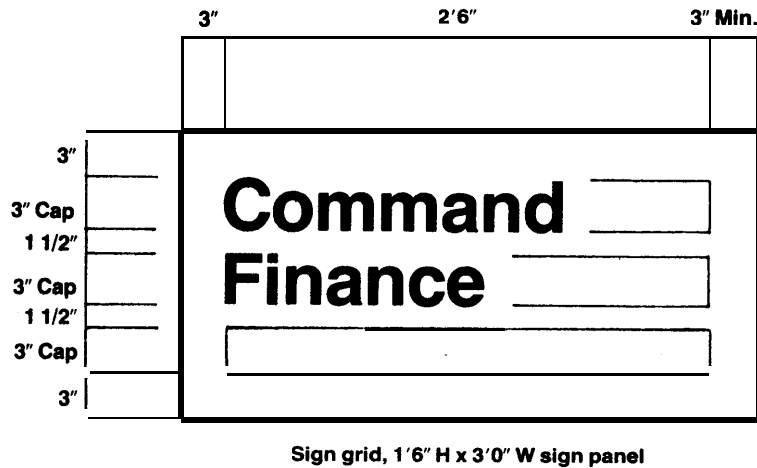 3″ 2′6″ 3″ Min.
3″
3″ Cap
Command
1 1/2″
3″ Cap
Finance
1 1/2″
3″ Cap
3″
Sign grid, 1′6″ H x 3′0″ W sign panel